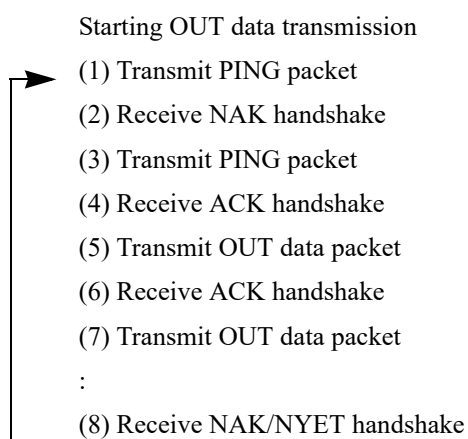 Starting OUT data transmission
(1) Transmit PING packet
(2) Receive NAK handshake
(3) Transmit PING packet
(4) Receive ACK handshake
(5) Transmit OUT data packet
(6) Receive ACK handshake
(7) Transmit OUT data packet
:
(8) Receive NAK/NYET handshake